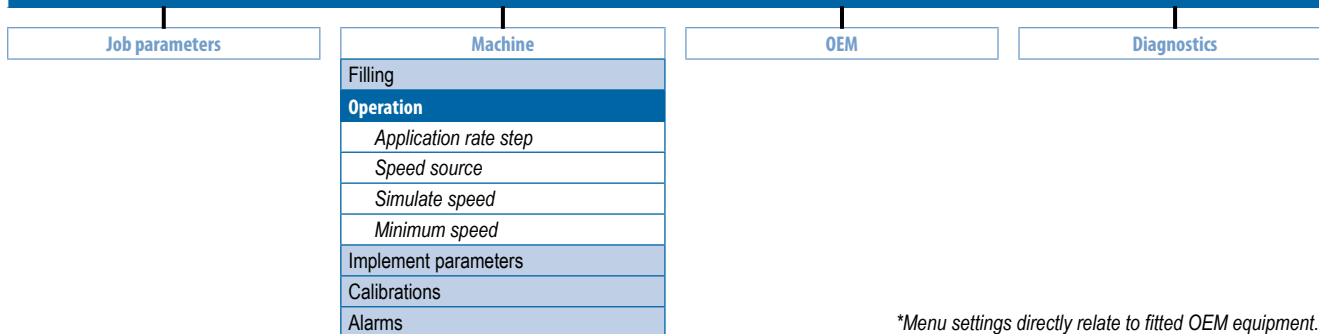 Job parameters
Machine
OEM
Diagnostics
Filling
Operation
Application rate step
Speed source
Simulate speed
Minimum speed
Implement parameters
Calibrations
Alarms
*Menu settings directly relate to fitted OEM equipment.